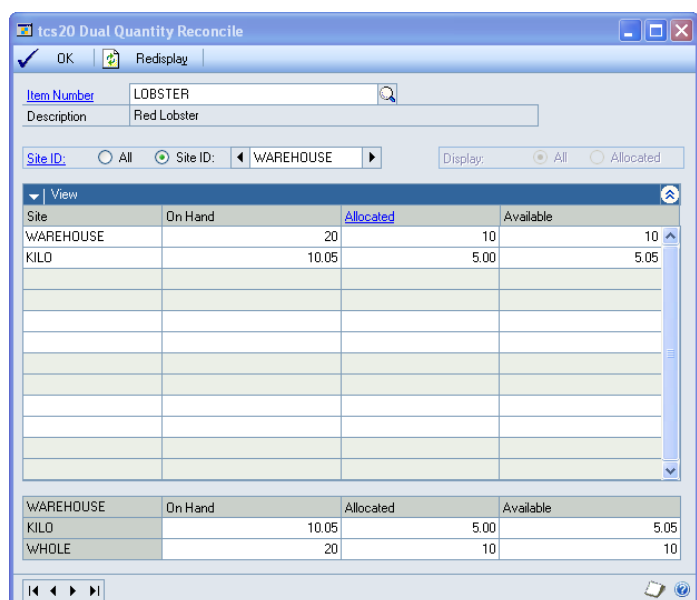 tcs20 Dual Quantity Reconcile
OK Redisplay
Item Number LOBSTER
Description Red Lobster
Site ID: All Site ID: WAREHOUSE Display: All Allocated
View
Site On Hand Allocated Available
WAREHOUSE 20 10 10
KILO 10.05 5.00 5.05
WAREHOUSE On Hand Allocated Available
KILO 10.05 5.00 5.05
WHOLE 20 10 10